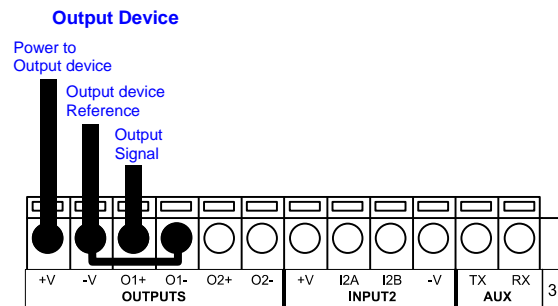 Output Device
Power to
Output device
Output device
Reference
Output
Signal
+V -V O1+ O1- O2+ O2- +V I2A I2B -V TX RX 3
OUTPUTS INPUT2 AUX